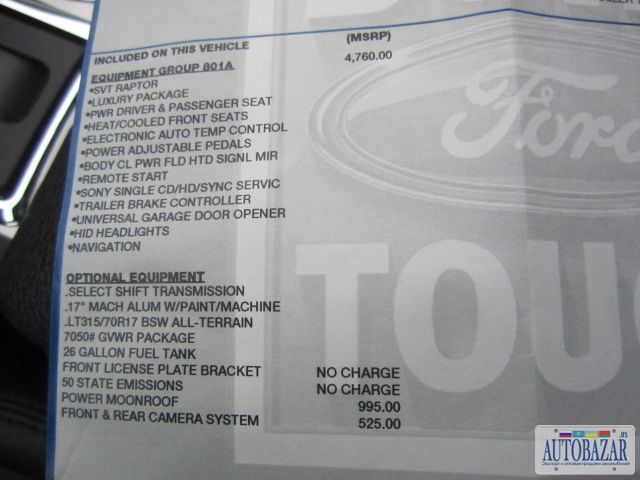 INCLUDED ON THIS VEHICLE (MSRP)
EQUIPMENT GROUP 801A 4,760.00
•SVT RAPTOR
•LUXURY PACKAGE
•PWR DRIVER & PASSENGER SEAT
•HEAT/COOLED FRONT SEATS
•ELECTRONIC AUTO TEMP CONTROL
•POWER ADJUSTABLE PEDALS
•BODY CL PWR FLD HTD SIGNL MIR
•REMOTE START
•SONY SINGLE CD/HD/SYNC SERVIC
•TRAILER BRAKE CONTROLLER
•UNIVERSAL GARAGE DOOR OPENER
•HID HEADLIGHTS
•NAVIGATION
OPTIONAL EQUIPMENT
.SELECT SHIFT TRANSMISSION
.17" MACH ALUM W/PAINT/MACHINE
.LT315/70R17 BSW ALL-TERRAIN
7050# GVWR PACKAGE
26 GALLON FUEL TANK
FRONT LICENSE PLATE BRACKET NO CHARGE
50 STATE EMISSIONS NO CHARGE
POWER MOONROOF 995.00
FRONT & REAR CAMERA SYSTEM 525.00
Ford
TOUG
AUTOBAZAR.us